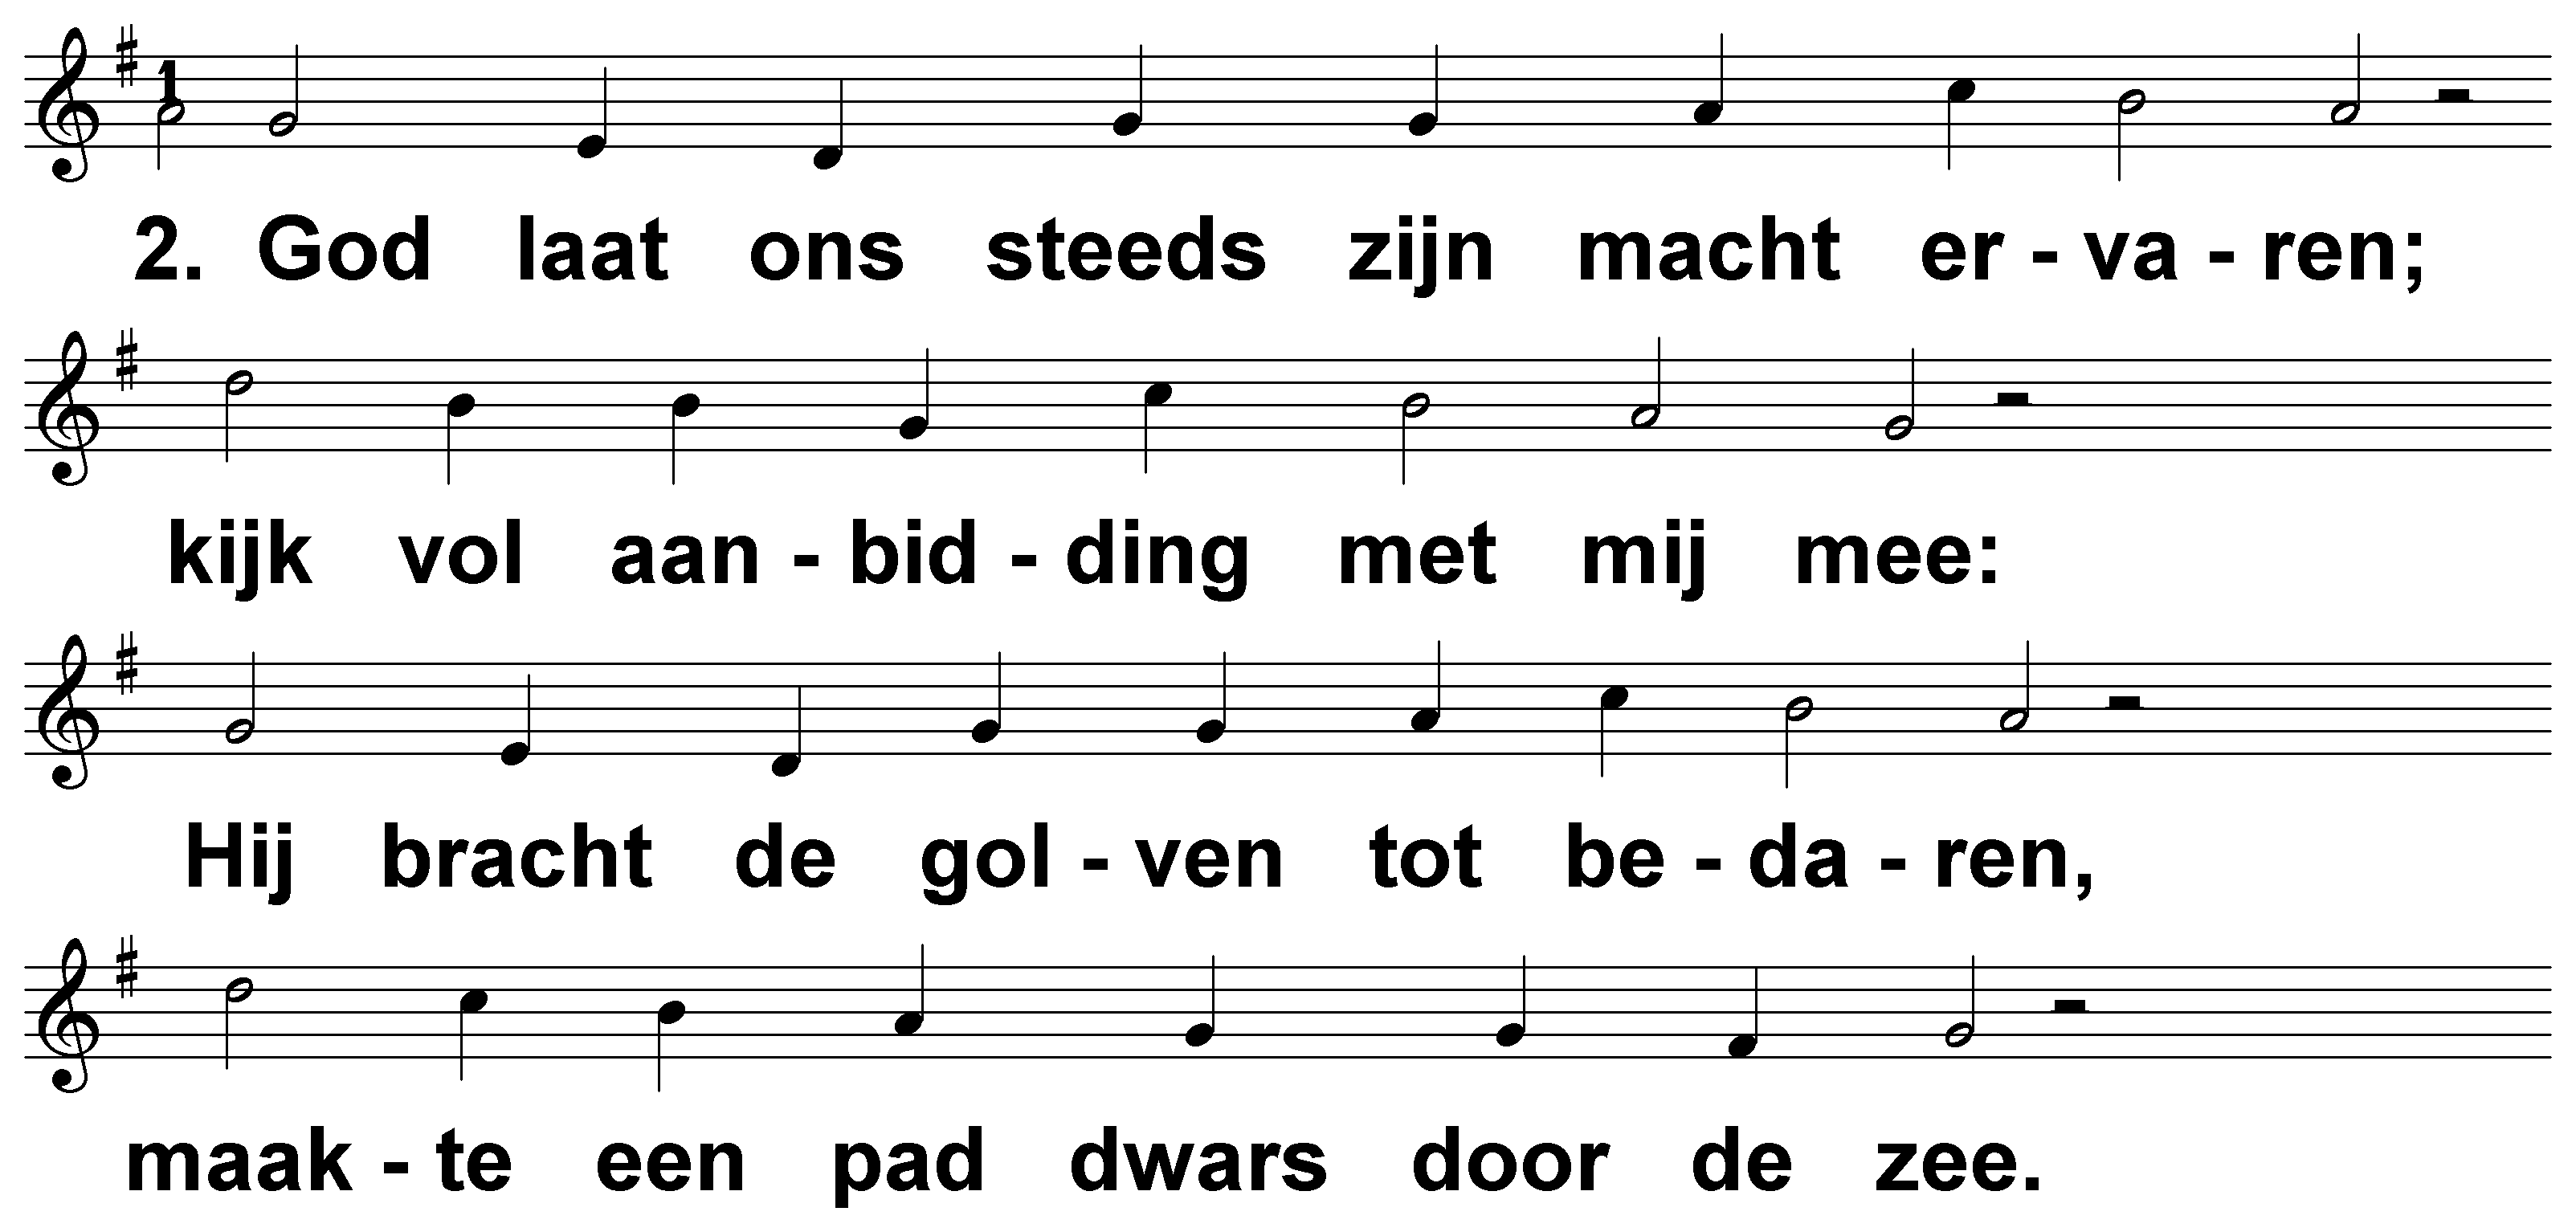 2. God laat ons steeds zijn macht er - va - ren;
kijk vol aan - bid - ding met mij mee:
Hij bracht de gol - ven tot be - da - ren,
maak - te een pad dwars door de zee.